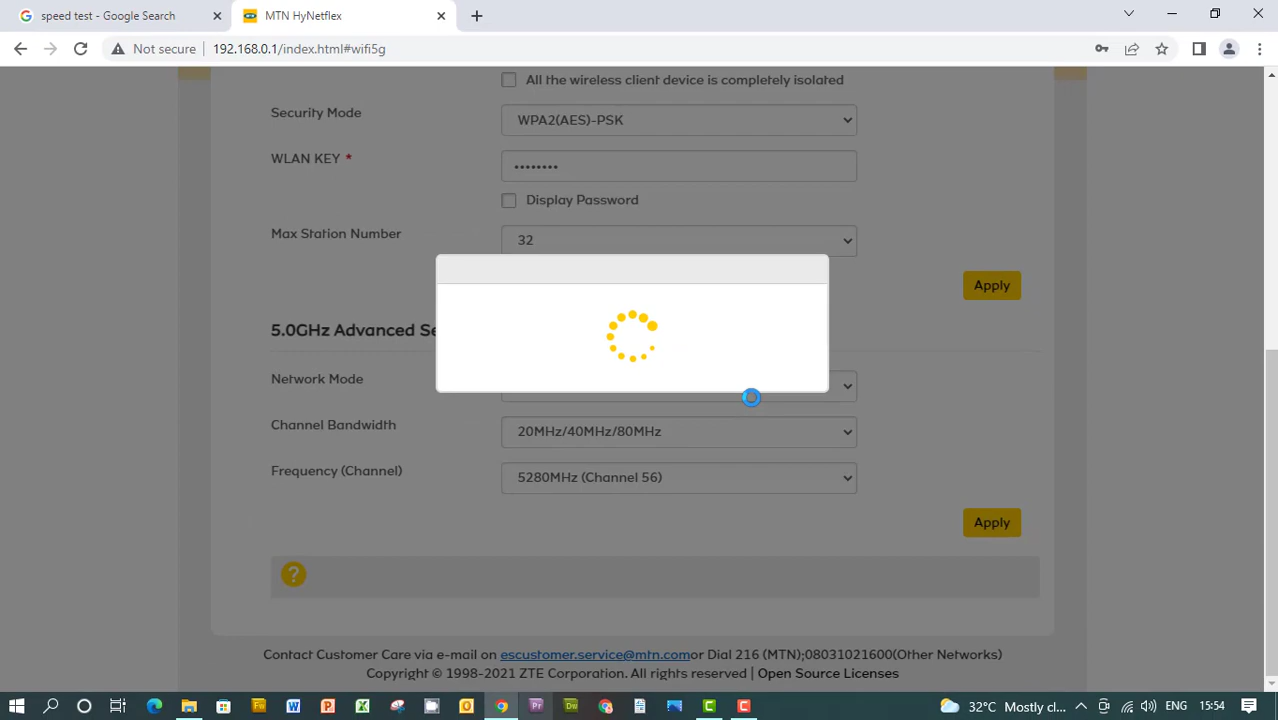 speed test - Google Search
MTN HyNetflex
Not secure
192.168.0.1/index.html#wifi5g
All the wireless client device is completely isolated
Security Mode
WPA2(AES)-PSK
WLAN KEY *
••••••••
Display Password
Max Station Number
32
Apply
5.0GHz Advanced Se
Network Mode
Channel Bandwidth
20MHz/40MHz/80MHz
Frequency (Channel)
5280MHz (Channel 56)
Apply
?
Contact Customer Care via e-mail on escustomer.service@mtn.comor Dial 216 (MTN);08031021600(Other Networks)
Copyright © 1998-2021 ZTE Corporation. All rights reserved | Open Source Licenses
32°C Mostly cl...
ENG
15:54